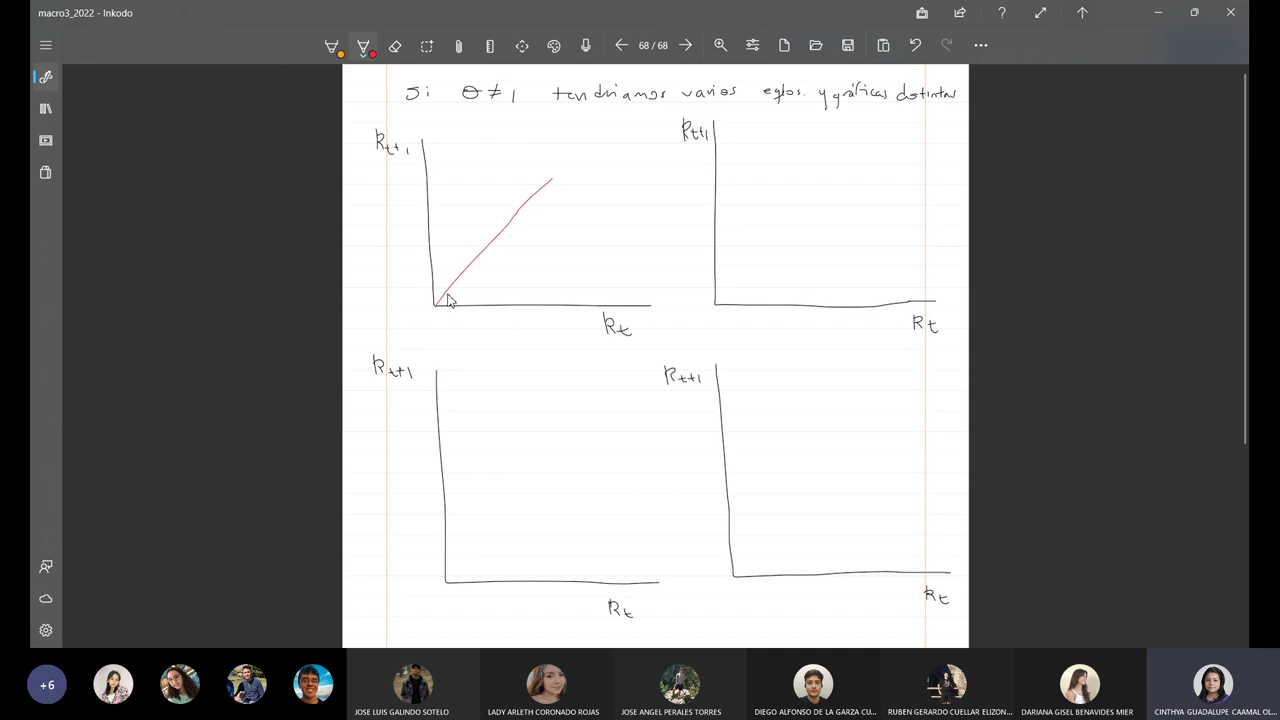 macro3_2022 - Inkodo
68 / 68
Si θ ≠ 1 tendríamos varios eqlos. y gráficas distintas
Rt+1
Rt
Rt+1
Rt
Rt+1
Rt
Rt+1
Rt
+6
JOSE LUIS GALINDO SOTELO
LADY ARLETH CORONADO ROJAS
JOSE ANGEL PERALES TORRES
DIEGO ALFONSO DE LA GARZA CU...
RUBEN GERARDO CUELLAR ELIZON...
DARIANA GISEL BENAVIDES MIER
CINTHYA GUADALUPE CAAMAL OL...